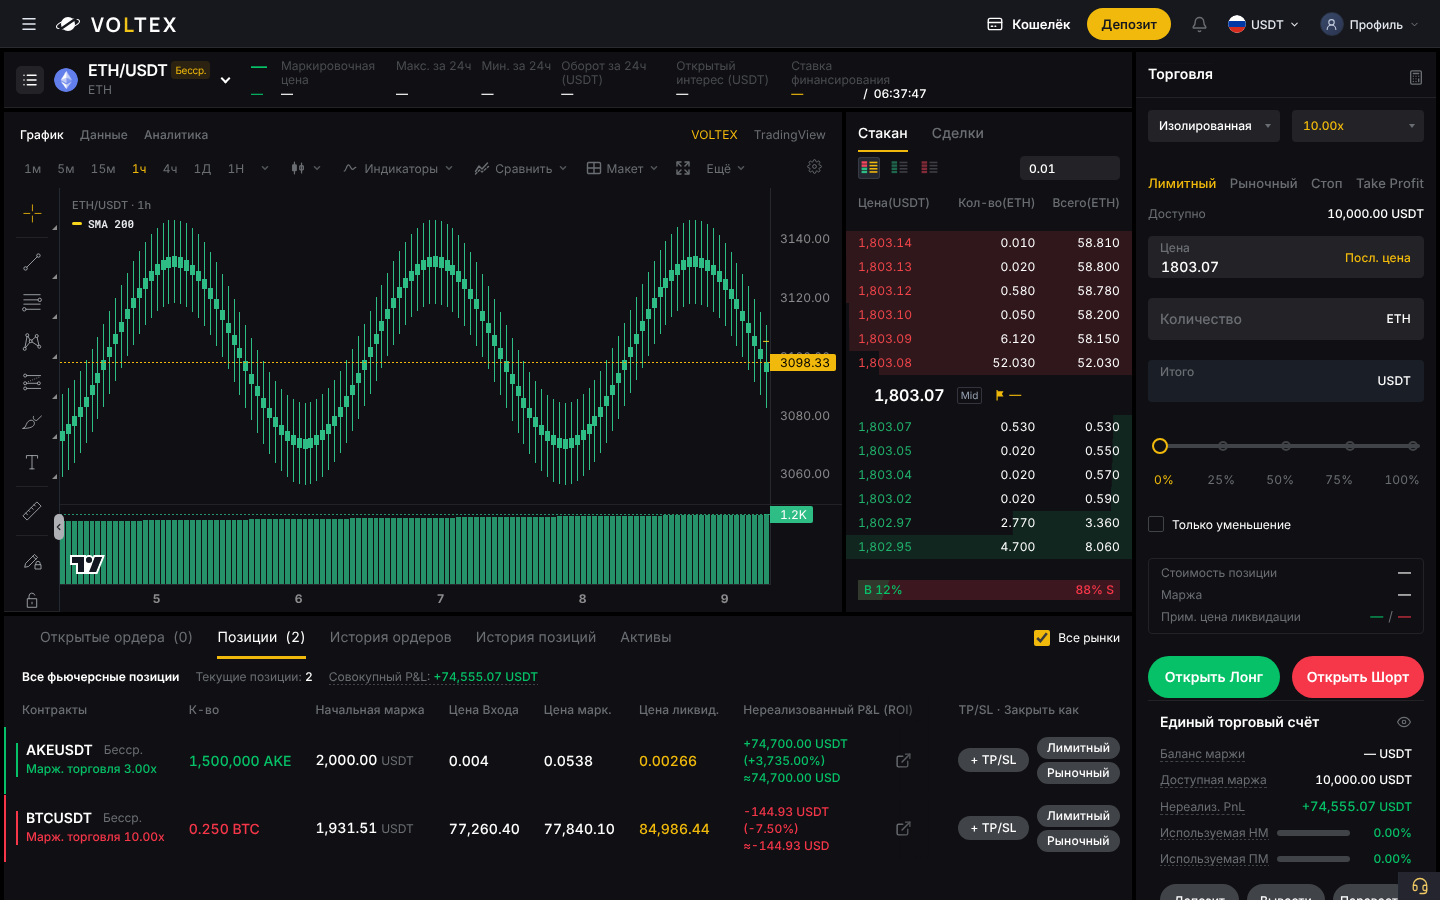 VOLTEX
Кошелёк
Депозит
USDT
Профиль
ETH/USDT Бесср.
ETH
—
—
Маркировочная цена
—
Макс. за 24ч
—
Мин. за 24ч
—
Оборот за 24ч (USDT)
—
Открытый интерес (USDT)
—
Ставка финансирования
— / 06:37:47
График Данные Аналитика
VOLTEX TradingView
1м 5м 15м 1ч 4ч 1Д 1Н
Индикаторы Сравнить Макет Ещё
ETH/USDT · 1h
SMA 200
3140.00
3120.00
3098.33
3080.00
3060.00
1.2K
5 6 7 8 9
Стакан Сделки
0.01
Цена(USDT) Кол-во(ETH) Всего(ETH)
1,803.14 0.010 58.810
1,803.13 0.020 58.800
1,803.12 0.580 58.780
1,803.10 0.050 58.200
1,803.09 6.120 58.150
1,803.08 52.030 52.030
1,803.07 Mid —
1,803.07 0.530 0.530
1,803.05 0.020 0.550
1,803.04 0.020 0.570
1,803.02 0.020 0.590
1,802.97 2.770 3.360
1,802.95 4.700 8.060
B 12% 88% S
Торговля
Изолированная 10.00x
Лимитный Рыночный Стоп Take Profit
Доступно 10,000.00 USDT
Цена
1803.07 Посл. цена
Количество ETH
Итого
USDT
0% 25% 50% 75% 100%
Только уменьшение
Стоимость позиции —
Маржа —
Прим. цена ликвидации — / —
Открыть Лонг Открыть Шорт
Единый торговый счёт
Баланс маржи — USDT
Доступная маржа 10,000.00 USDT
Нереализ. PnL +74,555.07 USDT
Используемая НМ 0.00%
Используемая ПМ 0.00%
Депозит Вывести
Открытые ордера (0) Позиции (2) История ордеров История позиций Активы
Все рынки
Все фьючерсные позиции Текущие позиции: 2 Совокупный P&L: +74,555.07 USDT
Контракты К-во Начальная маржа Цена Входа Цена марк. Цена ликвид. Нереализованный P&L (ROI) TP/SL · Закрыть как
AKEUSDT Бесср.
Марж. торговля 3.00x
1,500,000 AKE 2,000.00 USDT 0.004 0.0538 0.00266
+74,700.00 USDT
(+3,735.00%)
≈74,700.00 USD
+ TP/SL
Лимитный
Рыночный
BTCUSDT Бесср.
Марж. торговля 10.00x
0.250 BTC 1,931.51 USDT 77,260.40 77,840.10 84,986.44
-144.93 USDT
(-7.50%)
≈-144.93 USD
+ TP/SL
Лимитный
Рыночный